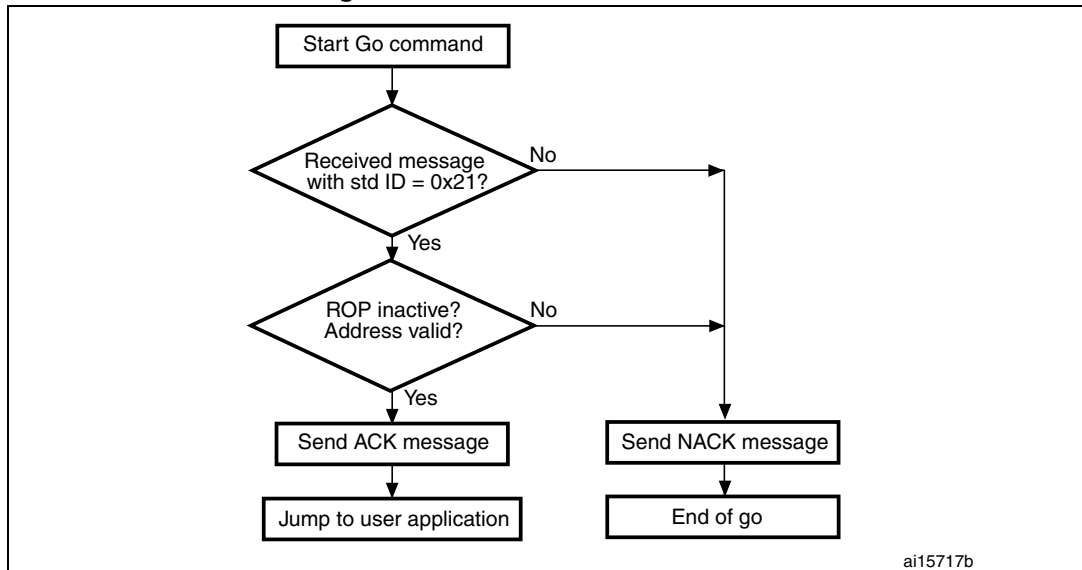 Start Go command
Received message
with std ID = 0x21?
No
Yes
ROP inactive?
Address valid?
No
Yes
Send ACK message
Send NACK message
Jump to user application
End of go
ai15717b